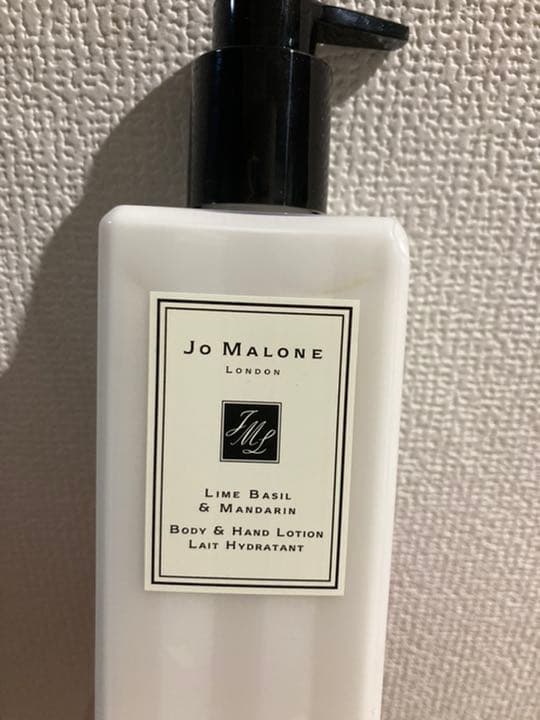 Jo Malone
London
JML
Lime Basil
& Mandarin
Body & Hand Lotion
Lait Hydratant